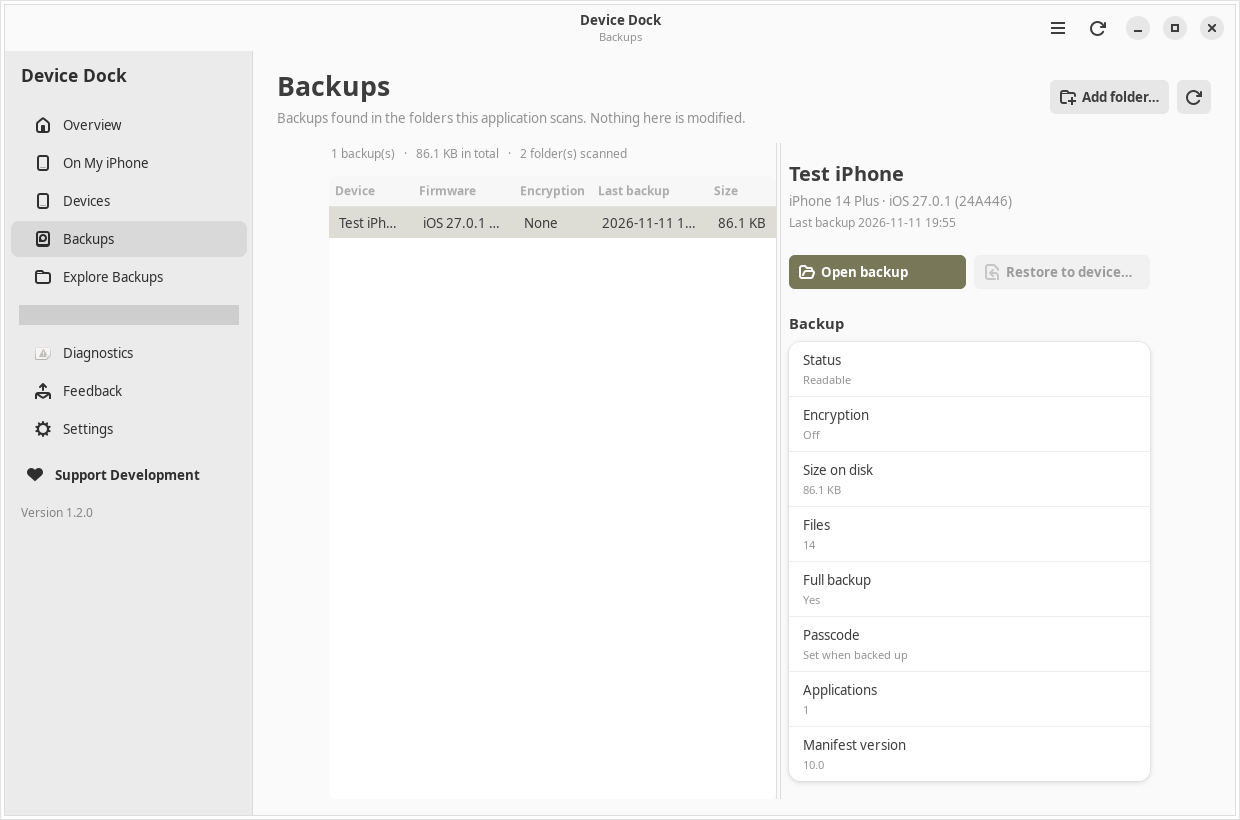 Device Dock
Backups
Device Dock
Overview
On My iPhone
Devices
Backups
Explore Backups
Diagnostics
Feedback
Settings
Support Development
Version 1.2.0
Backups
Backups found in the folders this application scans. Nothing here is modified.
Add folder...
1 backup(s) · 86.1 KB in total · 2 folder(s) scanned
Device Firmware Encryption Last backup Size
Test iPh... iOS 27.0.1 ... None 2026-11-11 1... 86.1 KB
Test iPhone
iPhone 14 Plus · iOS 27.0.1 (24A446)
Last backup 2026-11-11 19:55
Open backup
Restore to device...
Backup
Status
Readable
Encryption
Off
Size on disk
86.1 KB
Files
14
Full backup
Yes
Passcode
Set when backed up
Applications
1
Manifest version
10.0